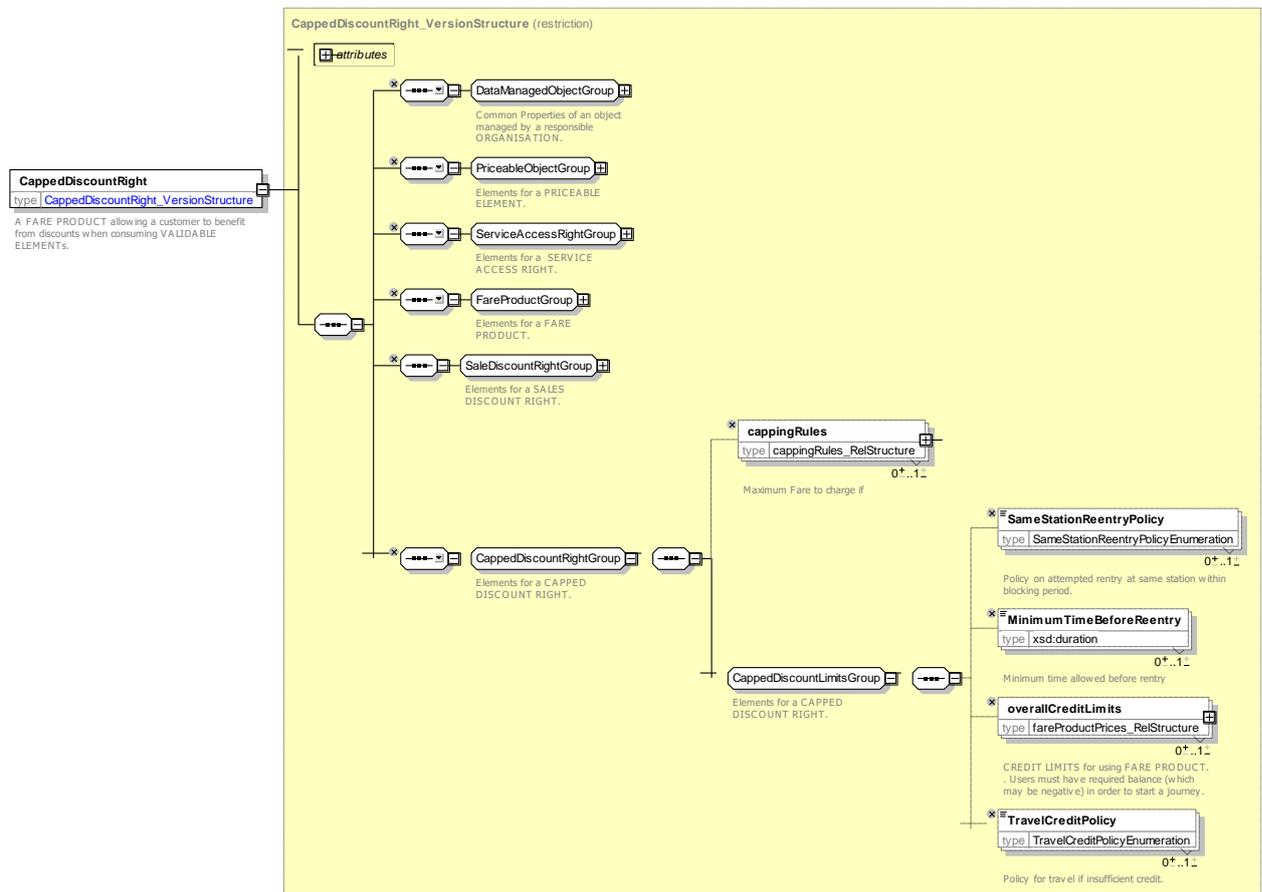 CappedDiscountRight_VersionStructure (restriction)
attributes
DataManagedObjectGroup
Common Properties of an object
managed by a responsible
ORGANISATION.
CappedDiscountRight
type CappedDiscountRight_VersionStructure
A FARE PRODUCT allowing a customer to benefit
from discounts when consuming VALIDABLE
ELEMENTs.
PriceableObjectGroup
Elements for a PRICEABLE
ELEMENT.
ServiceAccessRightGroup
Elements for a SERVICE
ACCESS RIGHT.
FareProductGroup
Elements for a FARE
PRODUCT.
SaleDiscountRightGroup
Elements for a SALES
DISCOUNT RIGHT.
CappedDiscountRightGroup
Elements for a CAPPED
DISCOUNT RIGHT.
cappingRules
type cappingRules_RelStructure
0..1
Maximum Fare to charge if
CappedDiscountLimitsGroup
Elements for a CAPPED
DISCOUNT RIGHT.
SameStationReentryPolicy
type SameStationReentryPolicyEnumeration
0..1
Policy on attempted rentry at same station within
blocking period.
MinimumTimeBeforeReentry
type xsd:duration
0..1
Minimum time allowed before rentry
overallCreditLimits
type fareProductPrices_RelStructure
0..1
CREDIT LIMITS for using FARE PRODUCT.
. Users must have required balance (which
may be negative) in order to start a journey.
TravelCreditPolicy
type TravelCreditPolicyEnumeration
0..1
Policy for travel if insufficient credit.